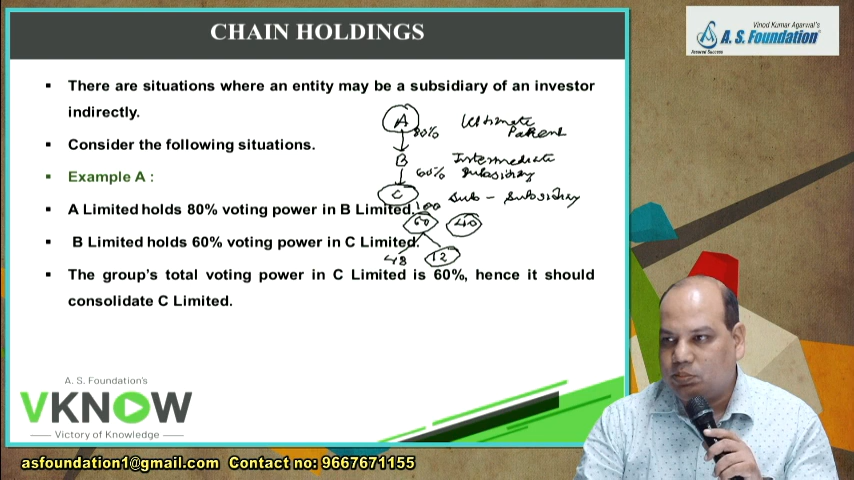 CHAIN HOLDINGS
Vinod Kumar Agarwal's
A. S. Foundation
Assured Success
▪ There are situations where an entity may be a subsidiary of an investor
indirectly.
▪ Consider the following situations.
▪ Example A :
▪ A Limited holds 80% voting power in B Limited.
▪ B Limited holds 60% voting power in C Limited.
▪ The group's total voting power in C Limited is 60%, hence it should
consolidate C Limited.
A
80%
Ultimate
Parent
B
Intermediate
60% Subsidiary
C
Sub - Subsidiary
100
60 40
48 12
A. S. Foundation's
VKNOW
Victory of Knowledge
asfoundation1@gmail.com Contact no: 9667671155